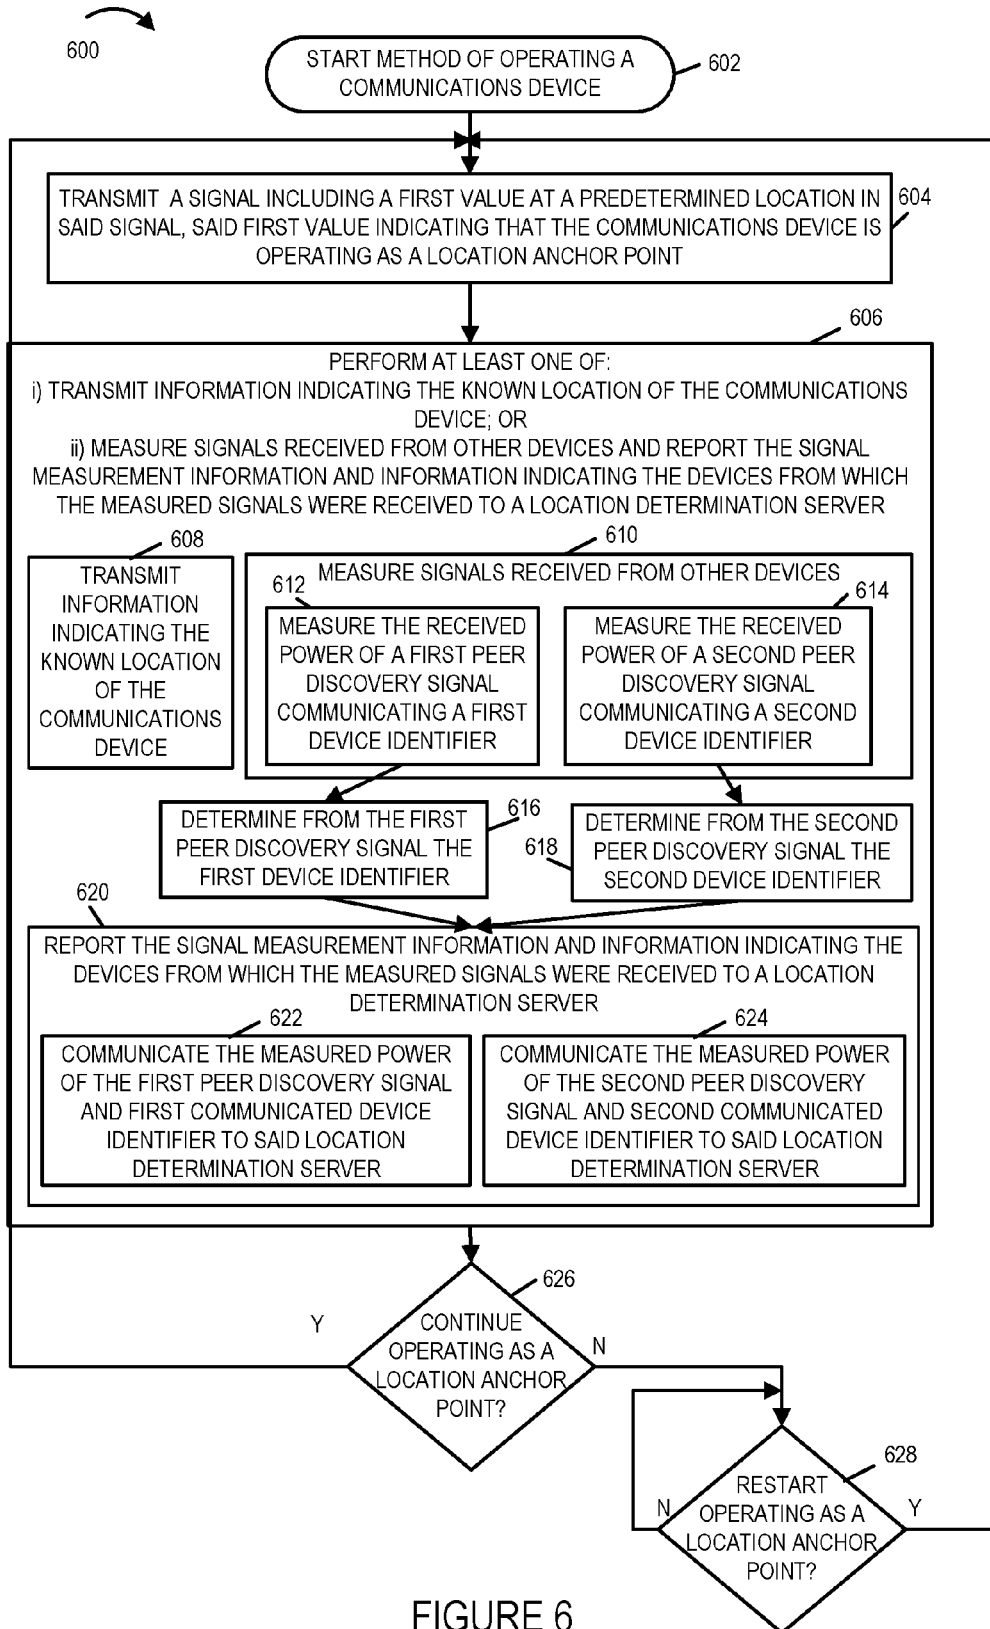 600
START METHOD OF OPERATING A
COMMUNICATIONS DEVICE
602
TRANSMIT A SIGNAL INCLUDING A FIRST VALUE AT A PREDETERMINED LOCATION IN
SAID SIGNAL, SAID FIRST VALUE INDICATING THAT THE COMMUNICATIONS DEVICE IS
OPERATING AS A LOCATION ANCHOR POINT
604
606
PERFORM AT LEAST ONE OF:
i) TRANSMIT INFORMATION INDICATING THE KNOWN LOCATION OF THE COMMUNICATIONS
DEVICE; OR
ii) MEASURE SIGNALS RECEIVED FROM OTHER DEVICES AND REPORT THE SIGNAL
MEASUREMENT INFORMATION AND INFORMATION INDICATING THE DEVICES FROM WHICH
THE MEASURED SIGNALS WERE RECEIVED TO A LOCATION DETERMINATION SERVER
608
TRANSMIT
INFORMATION
INDICATING THE
KNOWN LOCATION
OF THE
COMMUNICATIONS
DEVICE
610
MEASURE SIGNALS RECEIVED FROM OTHER DEVICES
612
MEASURE THE RECEIVED
POWER OF A FIRST PEER
DISCOVERY SIGNAL
COMMUNICATING A FIRST
DEVICE IDENTIFIER
614
MEASURE THE RECEIVED
POWER OF A SECOND PEER
DISCOVERY SIGNAL
COMMUNICATING A SECOND
DEVICE IDENTIFIER
DETERMINE FROM THE FIRST
PEER DISCOVERY SIGNAL THE
FIRST DEVICE IDENTIFIER
616
618
DETERMINE FROM THE SECOND
PEER DISCOVERY SIGNAL THE
SECOND DEVICE IDENTIFIER
620
REPORT THE SIGNAL MEASUREMENT INFORMATION AND INFORMATION INDICATING THE
DEVICES FROM WHICH THE MEASURED SIGNALS WERE RECEIVED TO A LOCATION
DETERMINATION SERVER
622
COMMUNICATE THE MEASURED POWER
OF THE FIRST PEER DISCOVERY SIGNAL
AND FIRST COMMUNICATED DEVICE
IDENTIFIER TO SAID LOCATION
DETERMINATION SERVER
624
COMMUNICATE THE MEASURED POWER
OF THE SECOND PEER DISCOVERY
SIGNAL AND SECOND COMMUNICATED
DEVICE IDENTIFIER TO SAID LOCATION
DETERMINATION SERVER
626
Y
CONTINUE
OPERATING AS A
LOCATION ANCHOR
POINT?
N
628
N
RESTART
OPERATING AS A
LOCATION ANCHOR
POINT?
Y
FIGURE 6